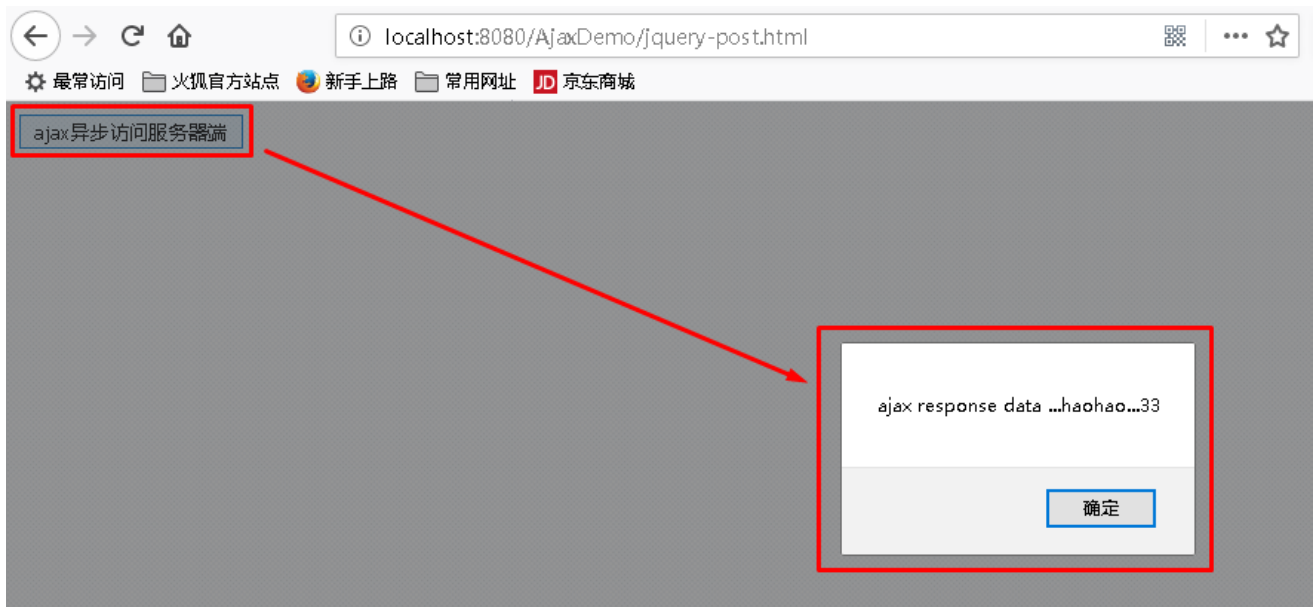 localhost:8080/AjaxDemo/jquery-post.html
最常访问 火狐官方站点 新手上路 常用网址 JD 京东商城
ajax异步访问服务器端
ajax response data ...haohao...33
确定